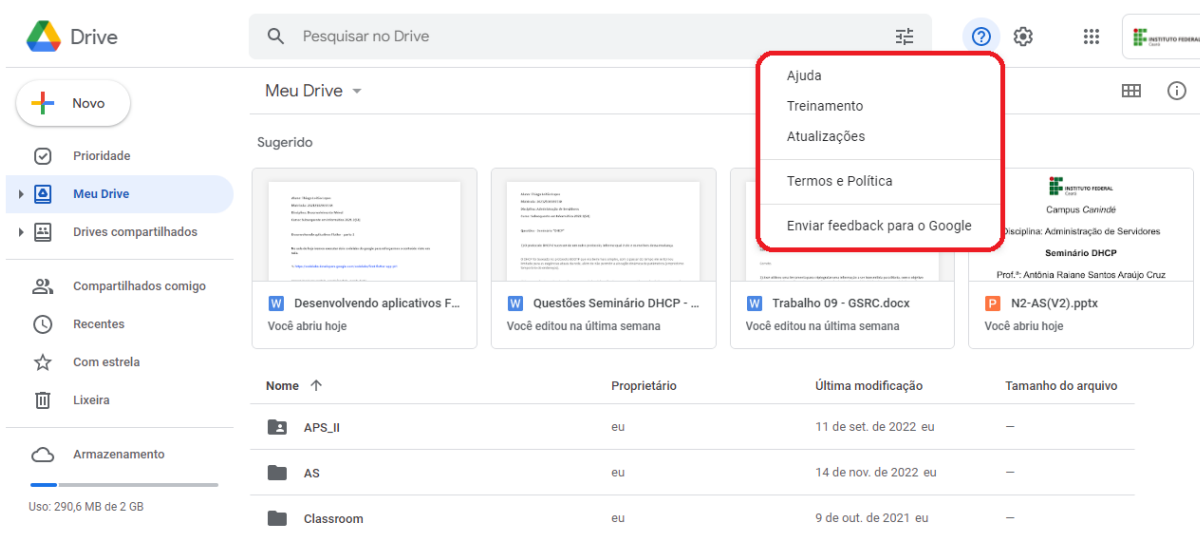 Drive
Pesquisar no Drive
INSTITUTO FEDERAL
Ceará
Novo
Meu Drive
Ajuda
Treinamento
Atualizações
Termos e Política
Enviar feedback para o Google
Prioridade
Meu Drive
Drives compartilhados
Compartilhados comigo
Recentes
Com estrela
Lixeira
Armazenamento
Uso: 290,6 MB de 2 GB
Sugerido
INSTITUTO FEDERAL
Ceará
Campus Canindé
Disciplina: Administração de Servidores
Seminário DHCP
Prof.ª: Antônia Raiane Santos Araújo Cruz
W Desenvolvendo aplicativos F...
Você abriu hoje
W Questões Seminário DHCP - ...
Você editou na última semana
W Trabalho 09 - GSRC.docx
Você editou na última semana
P N2-AS(V2).pptx
Você abriu hoje
Nome Proprietário Última modificação Tamanho do arquivo
APS_II eu 11 de set. de 2022 eu —
AS eu 14 de nov. de 2022 eu —
Classroom eu 9 de out. de 2021 eu —